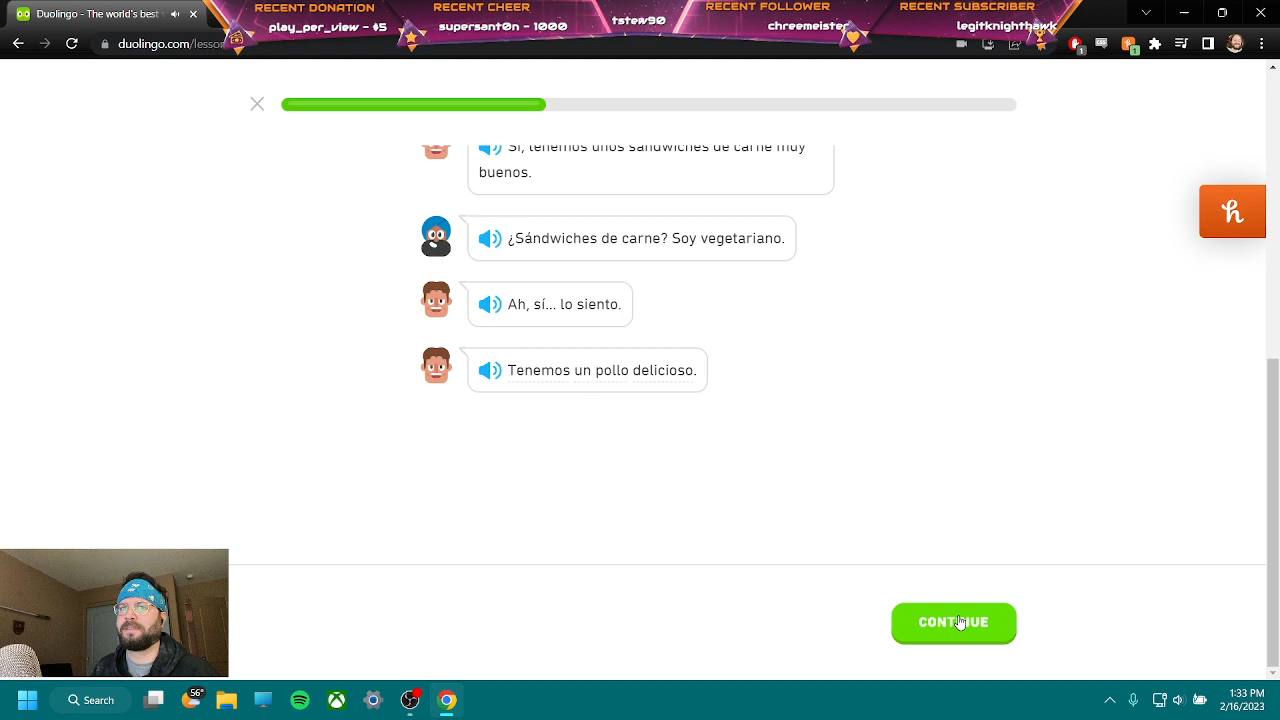 Duolingo - The world's best
RECENT DONATION
play_per_view - $5
RECENT CHEER
supersant0n - 1000
tstew90
RECENT FOLLOWER
chreemeister
RECENT SUBSCRIBER
legitknighthawk
duolingo.com/lesso
1
1
Sí, tenemos unos sándwiches de carne muy
buenos.
¿Sándwiches de carne? Soy vegetariano.
Ah, sí... lo siento.
Tenemos un pollo delicioso.
CONTINUE
56°
Search
1:33 PM
2/16/2023